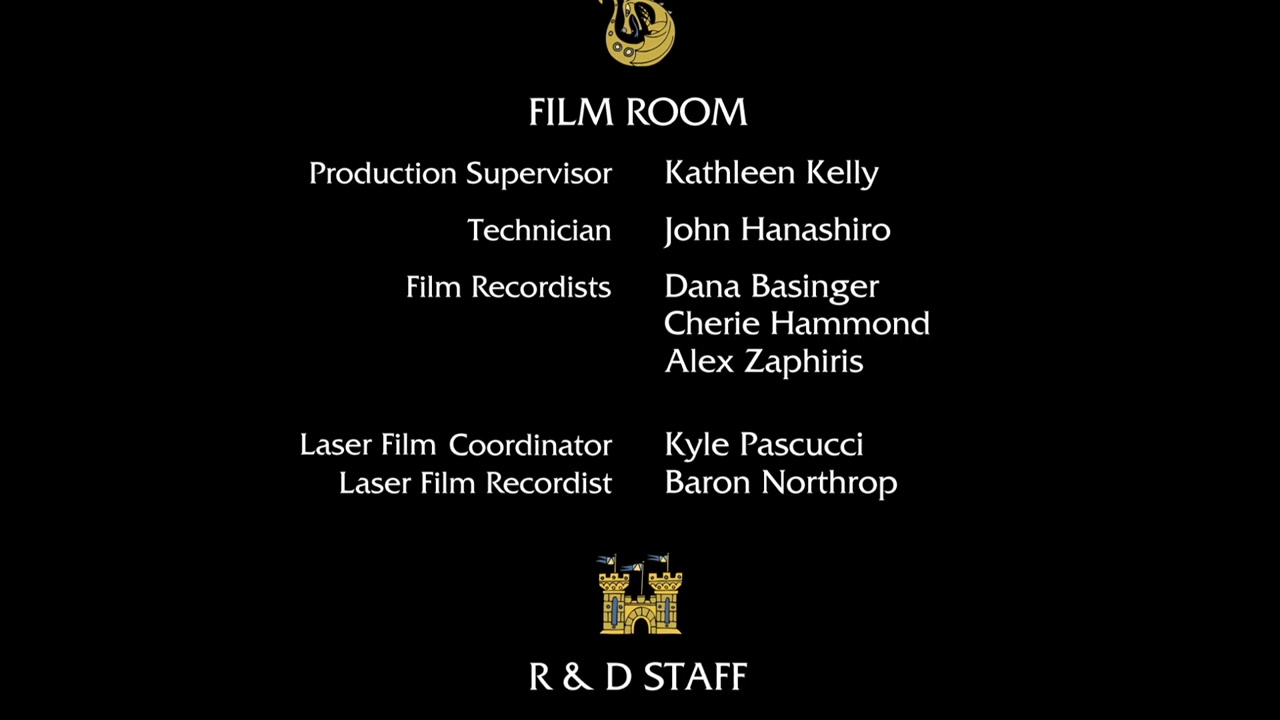 FILM ROOM
Production Supervisor Kathleen Kelly
Technician John Hanashiro
Film Recordists Dana Basinger
Cherie Hammond
Alex Zaphiris
Laser Film Coordinator Kyle Pascucci
Laser Film Recordist Baron Northrop
R & D STAFF